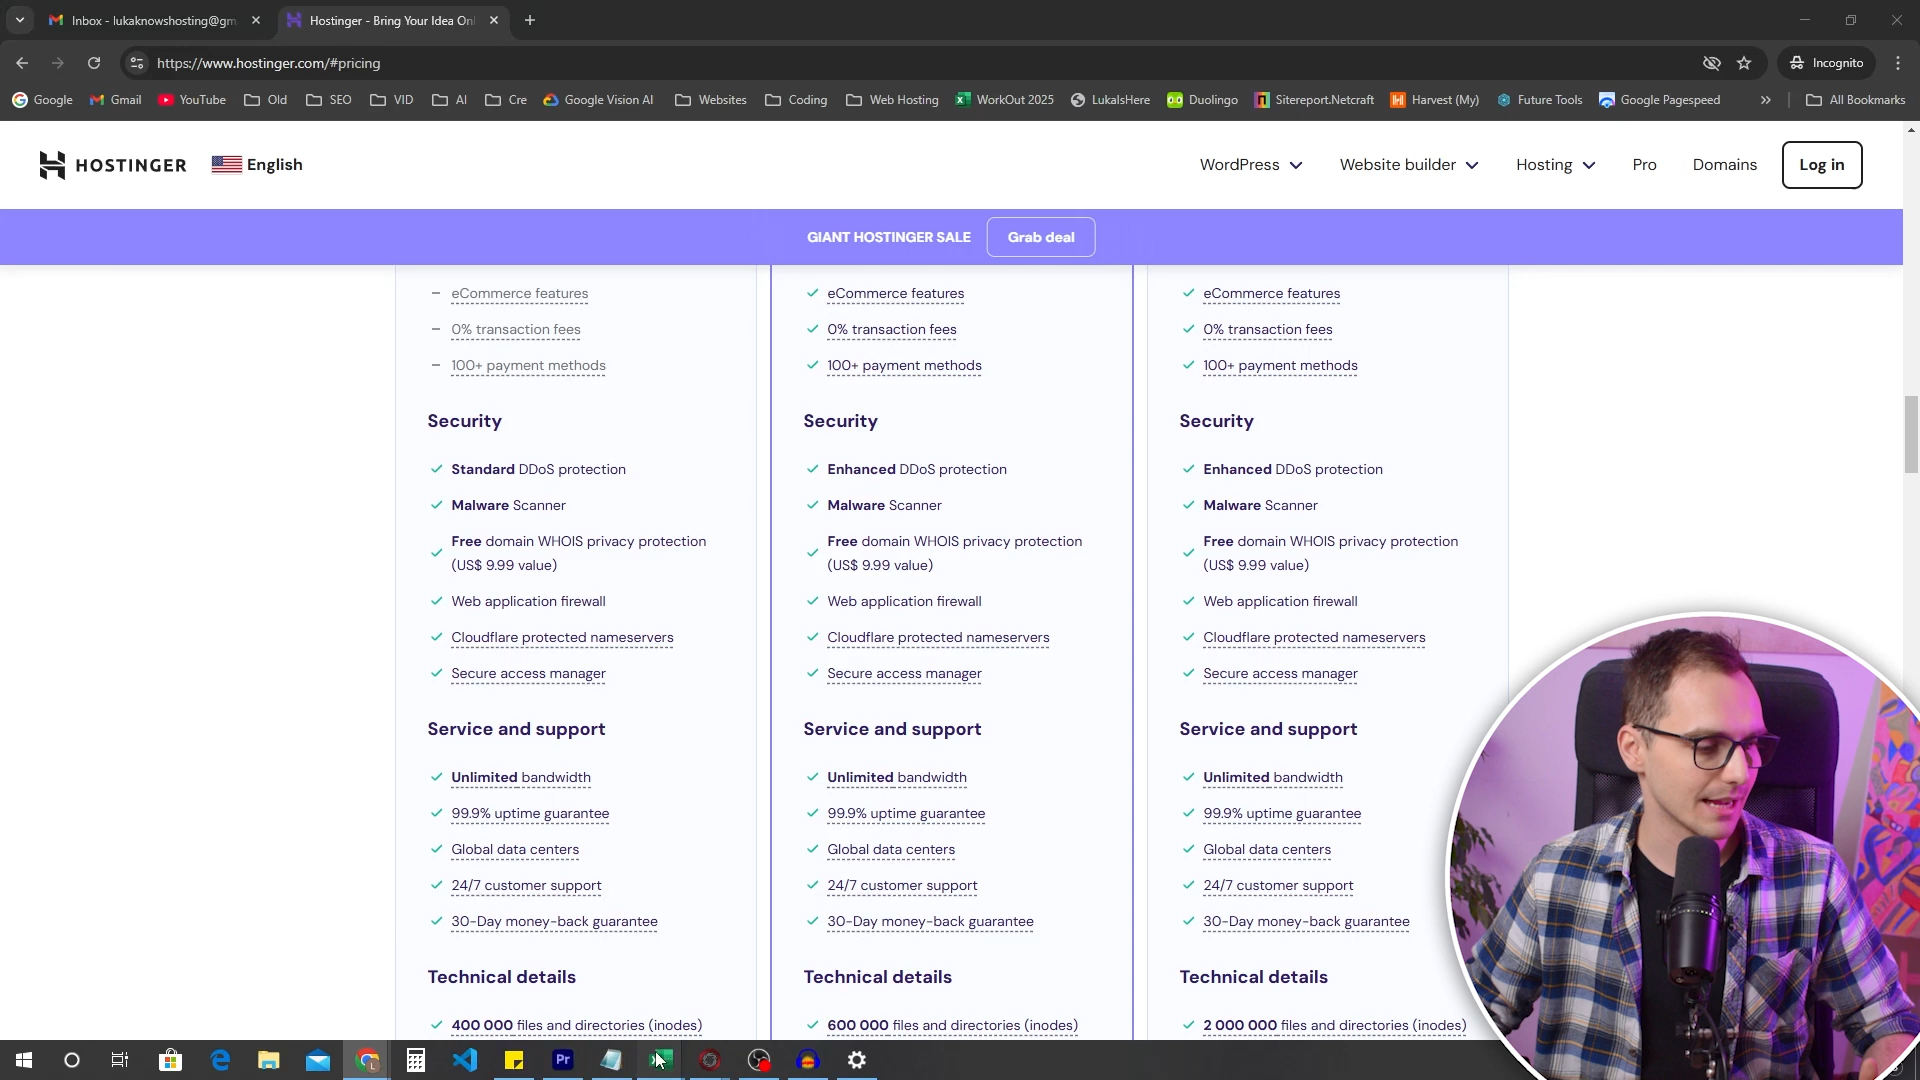 Inbox - lukaknowshosting@gm
Hostinger - Bring Your Idea Onl
https://www.hostinger.com/#pricing
Incognito
Google
Gmail
YouTube
Old
SEO
VID
AI
Cre
Google Vision AI
Websites
Coding
Web Hosting
WorkOut 2025
LukaIsHere
Duolingo
Sitereport.Netcraft
Harvest (My)
Future Tools
Google Pagespeed
All Bookmarks
HOSTINGER
English
WordPress
Website builder
Hosting
Pro
Domains
Log in
GIANT HOSTINGER SALE
Grab deal
eCommerce features
0% transaction fees
100+ payment methods
Security
Standard DDoS protection
Malware Scanner
Free domain WHOIS privacy protection
(US$ 9.99 value)
Web application firewall
Cloudflare protected nameservers
Secure access manager
Service and support
Unlimited bandwidth
99.9% uptime guarantee
Global data centers
24/7 customer support
30-Day money-back guarantee
Technical details
400 000 files and directories (inodes)
eCommerce features
0% transaction fees
100+ payment methods
Security
Enhanced DDoS protection
Malware Scanner
Free domain WHOIS privacy protection
(US$ 9.99 value)
Web application firewall
Cloudflare protected nameservers
Secure access manager
Service and support
Unlimited bandwidth
99.9% uptime guarantee
Global data centers
24/7 customer support
30-Day money-back guarantee
Technical details
600 000 files and directories (inodes)
eCommerce features
0% transaction fees
100+ payment methods
Security
Enhanced DDoS protection
Malware Scanner
Free domain WHOIS privacy protection
(US$ 9.99 value)
Web application firewall
Cloudflare protected nameservers
Secure access manager
Service and support
Unlimited bandwidth
99.9% uptime guarantee
Global data centers
24/7 customer support
30-Day money-back guarantee
Technical details
2 000 000 files and directories (inodes)
Pr